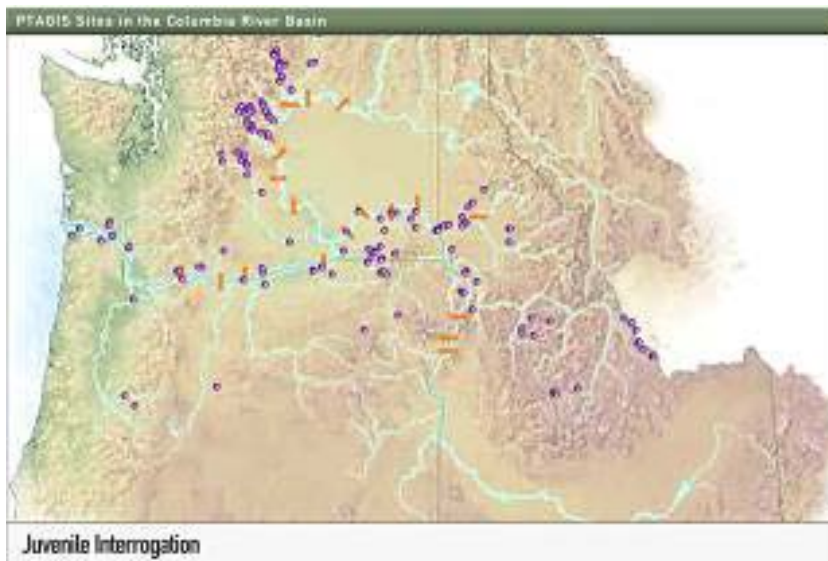 PTAGIS Sites in the Columbia River Basin
Juvenile Interrogation